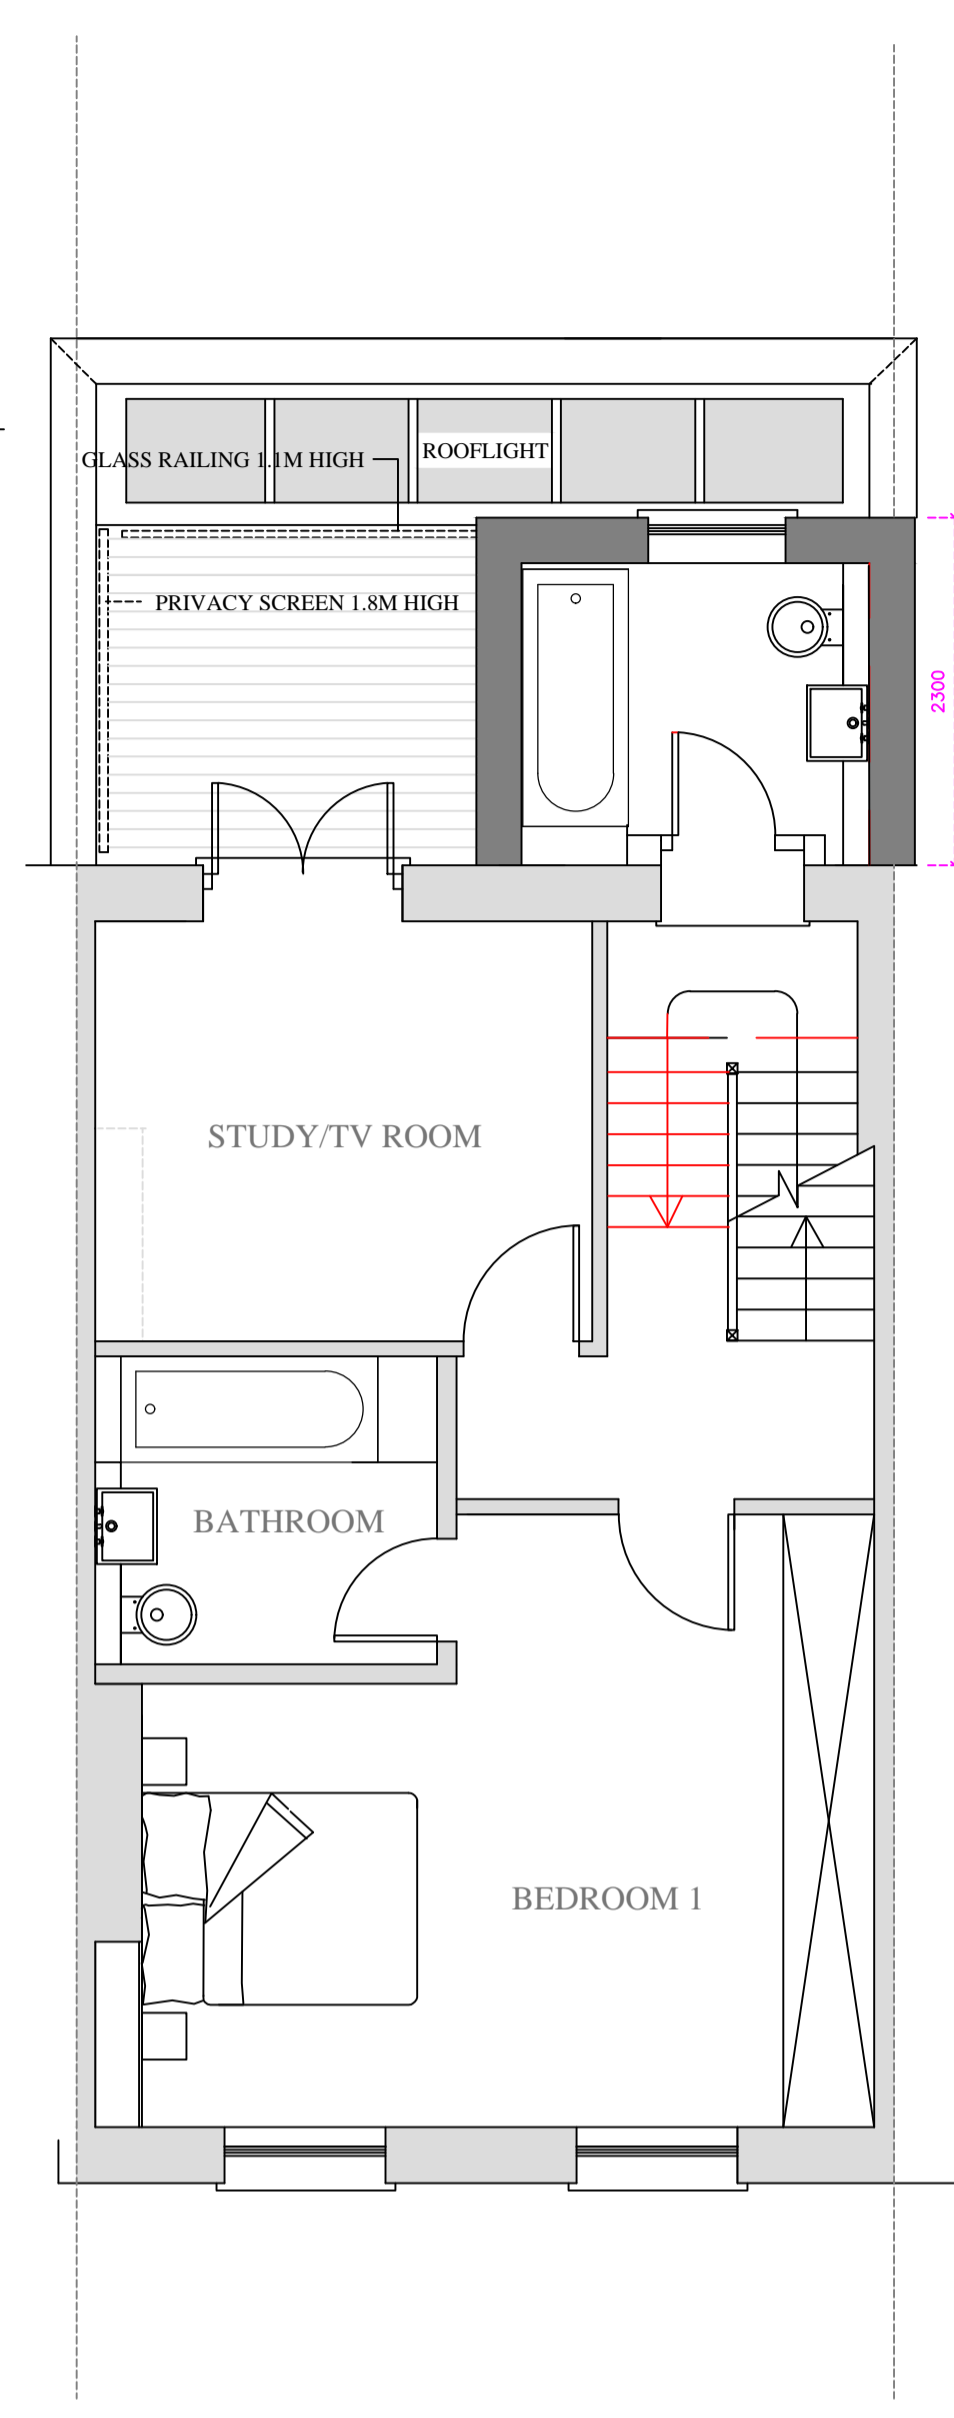 ROOFLIGHT
GLASS RAILING 1.1M HIGH
PRIVACY SCREEN 1.8M HIGH
2300
STUDY/TV ROOM
BATHROOM
BEDROOM 1